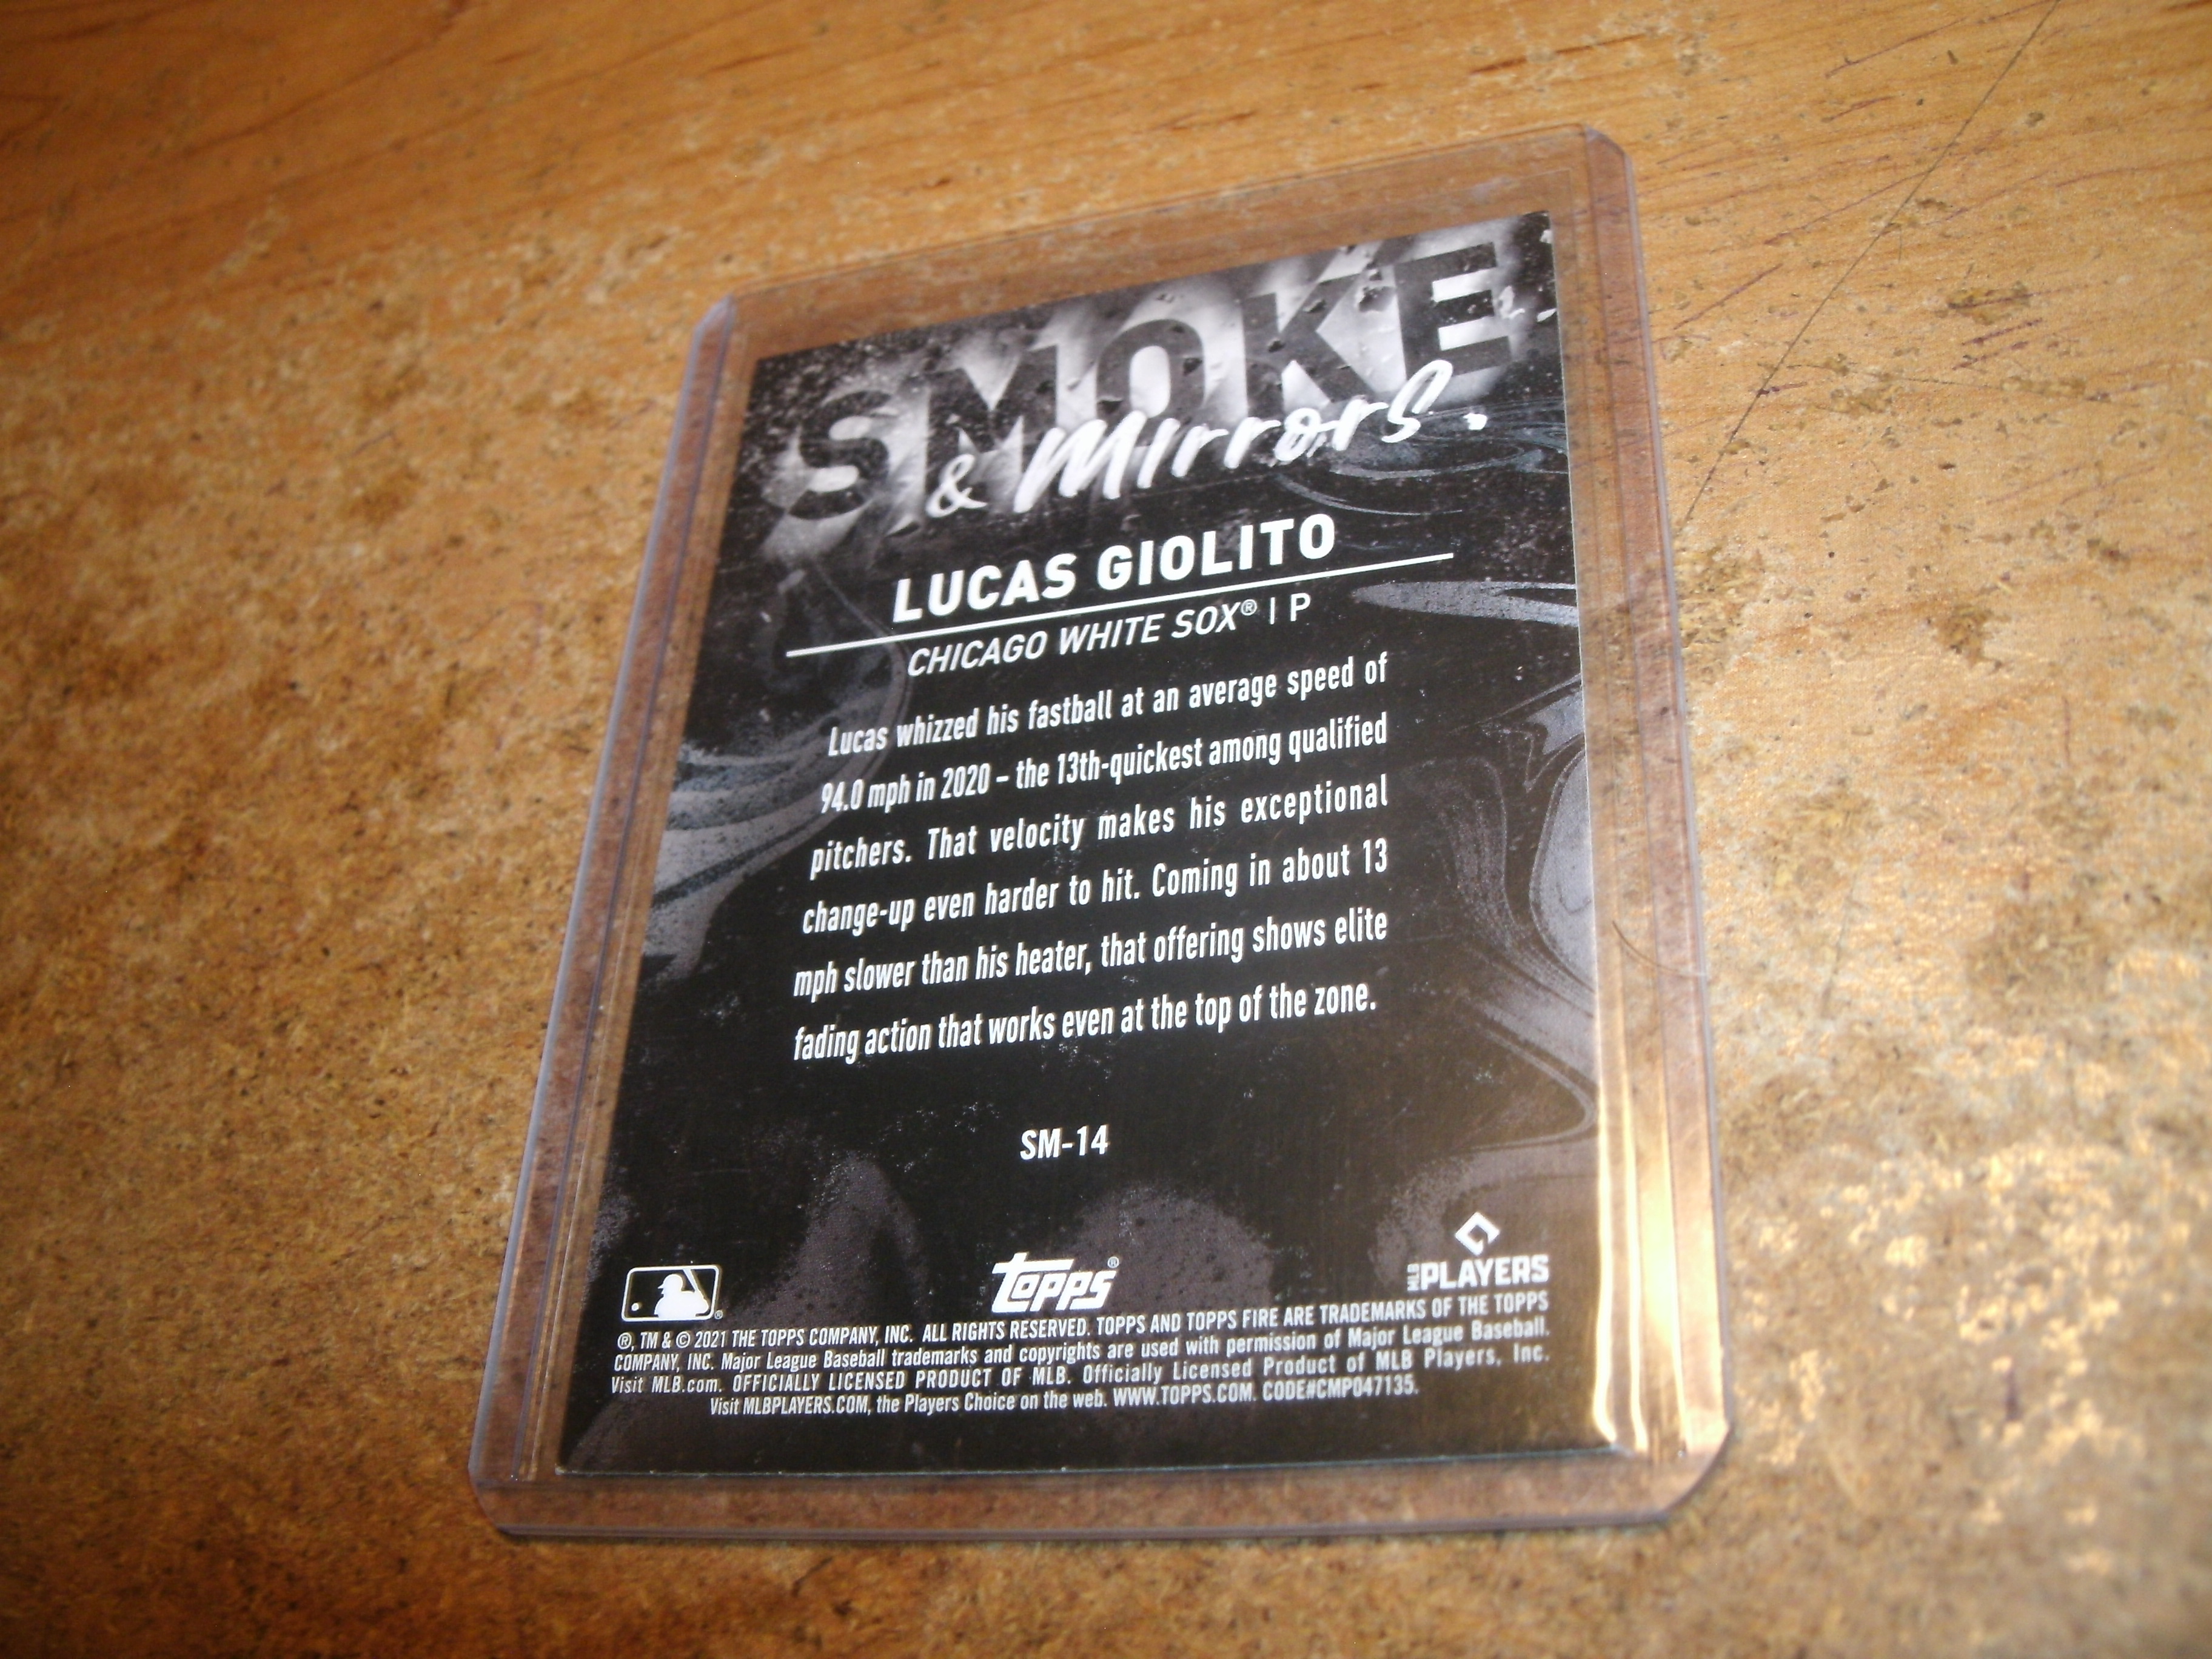 SMOKE
& Mirrors.
LUCAS GIOLITO
CHICAGO WHITE SOX® | P
Lucas whizzed his fastball at an average speed of
94.0 mph in 2020 – the 13th-quickest among qualified
pitchers. That velocity makes his exceptional
change-up even harder to hit. Coming in about 13
mph slower than his heater, that offering shows elite
fading action that works even at the top of the zone.
SM-14
topps®
MLB PLAYERS
®, TM & © 2021 THE TOPPS COMPANY, INC. ALL RIGHTS RESERVED. TOPPS AND TOPPS FIRE ARE TRADEMARKS OF THE TOPPS
COMPANY, INC. Major League Baseball trademarks and copyrights are used with permission of Major League Baseball.
Visit MLB.com. OFFICIALLY LICENSED PRODUCT OF MLB. Officially Licensed Product of MLB Players, Inc.
Visit MLBPLAYERS.COM, the Players Choice on the web. WWW.TOPPS.COM. CODE#CMP047135.